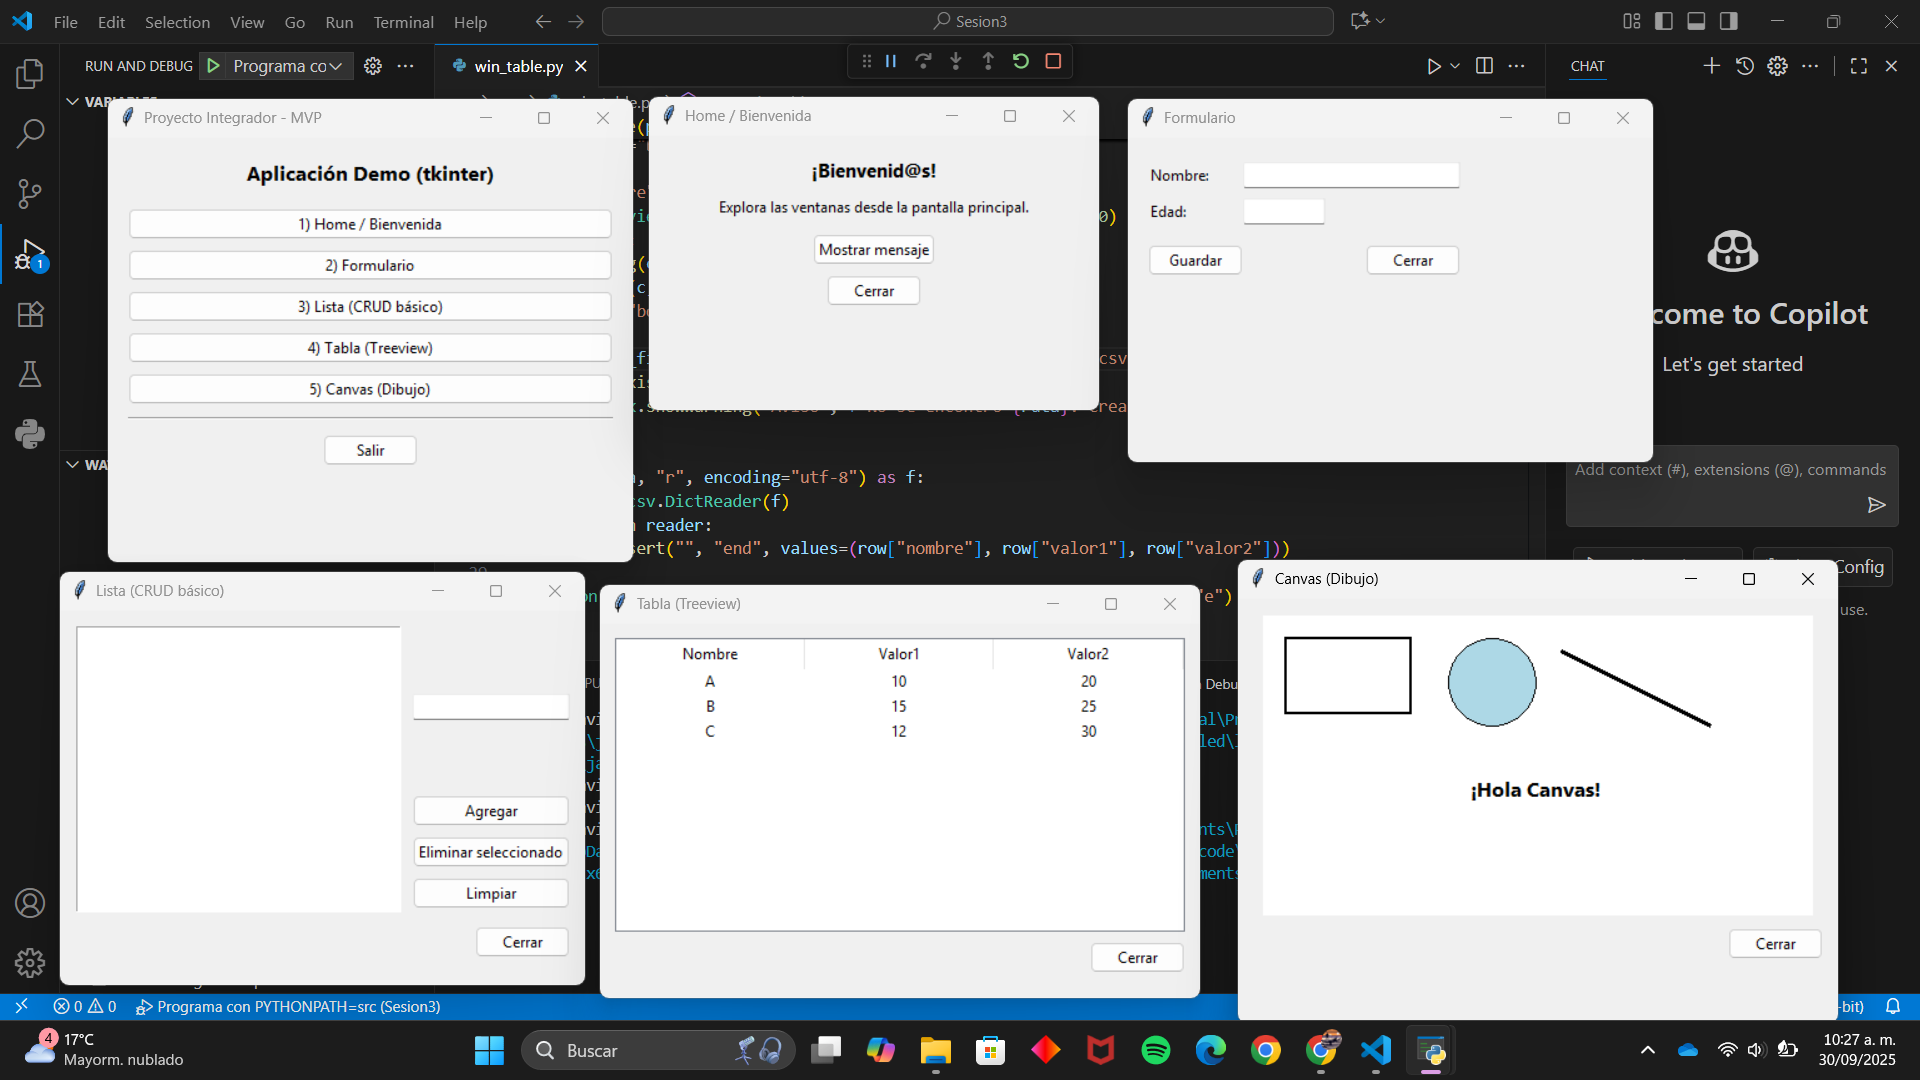 File Edit Selection View Go Run Terminal Help
Sesion3
RUN AND DEBUG
Programa co
win_table.py
CHAT
Proyecto Integrador - MVP
Aplicación Demo (tkinter)
1) Home / Bienvenida
2) Formulario
3) Lista (CRUD básico)
4) Tabla (Treeview)
5) Canvas (Dibujo)
Salir
Home / Bienvenida
¡Bienvenid@s!
Explora las ventanas desde la pantalla principal.
Mostrar mensaje
Cerrar
Formulario
Nombre:
Edad:
Guardar
Cerrar
come to Copilot
Let's get started
Add context (#), extensions (@), commands
Config
use.
, "r", encoding="utf-8") as f:
csv.DictReader(f)
reader:
sert("", "end", values=(row["nombre"], row["valor1"], row["valor2"]))
Lista (CRUD básico)
Agregar
Eliminar seleccionado
Limpiar
Cerrar
Tabla (Treeview)
Nombre Valor1 Valor2
A 10 20
B 15 25
C 12 30
Cerrar
Canvas (Dibujo)
¡Hola Canvas!
Cerrar
0 0 Programa con PYTHONPATH=src (Sesion3)
-bit)
4
17°C
Mayorm. nublado
Buscar
10:27 a. m.
30/09/2025